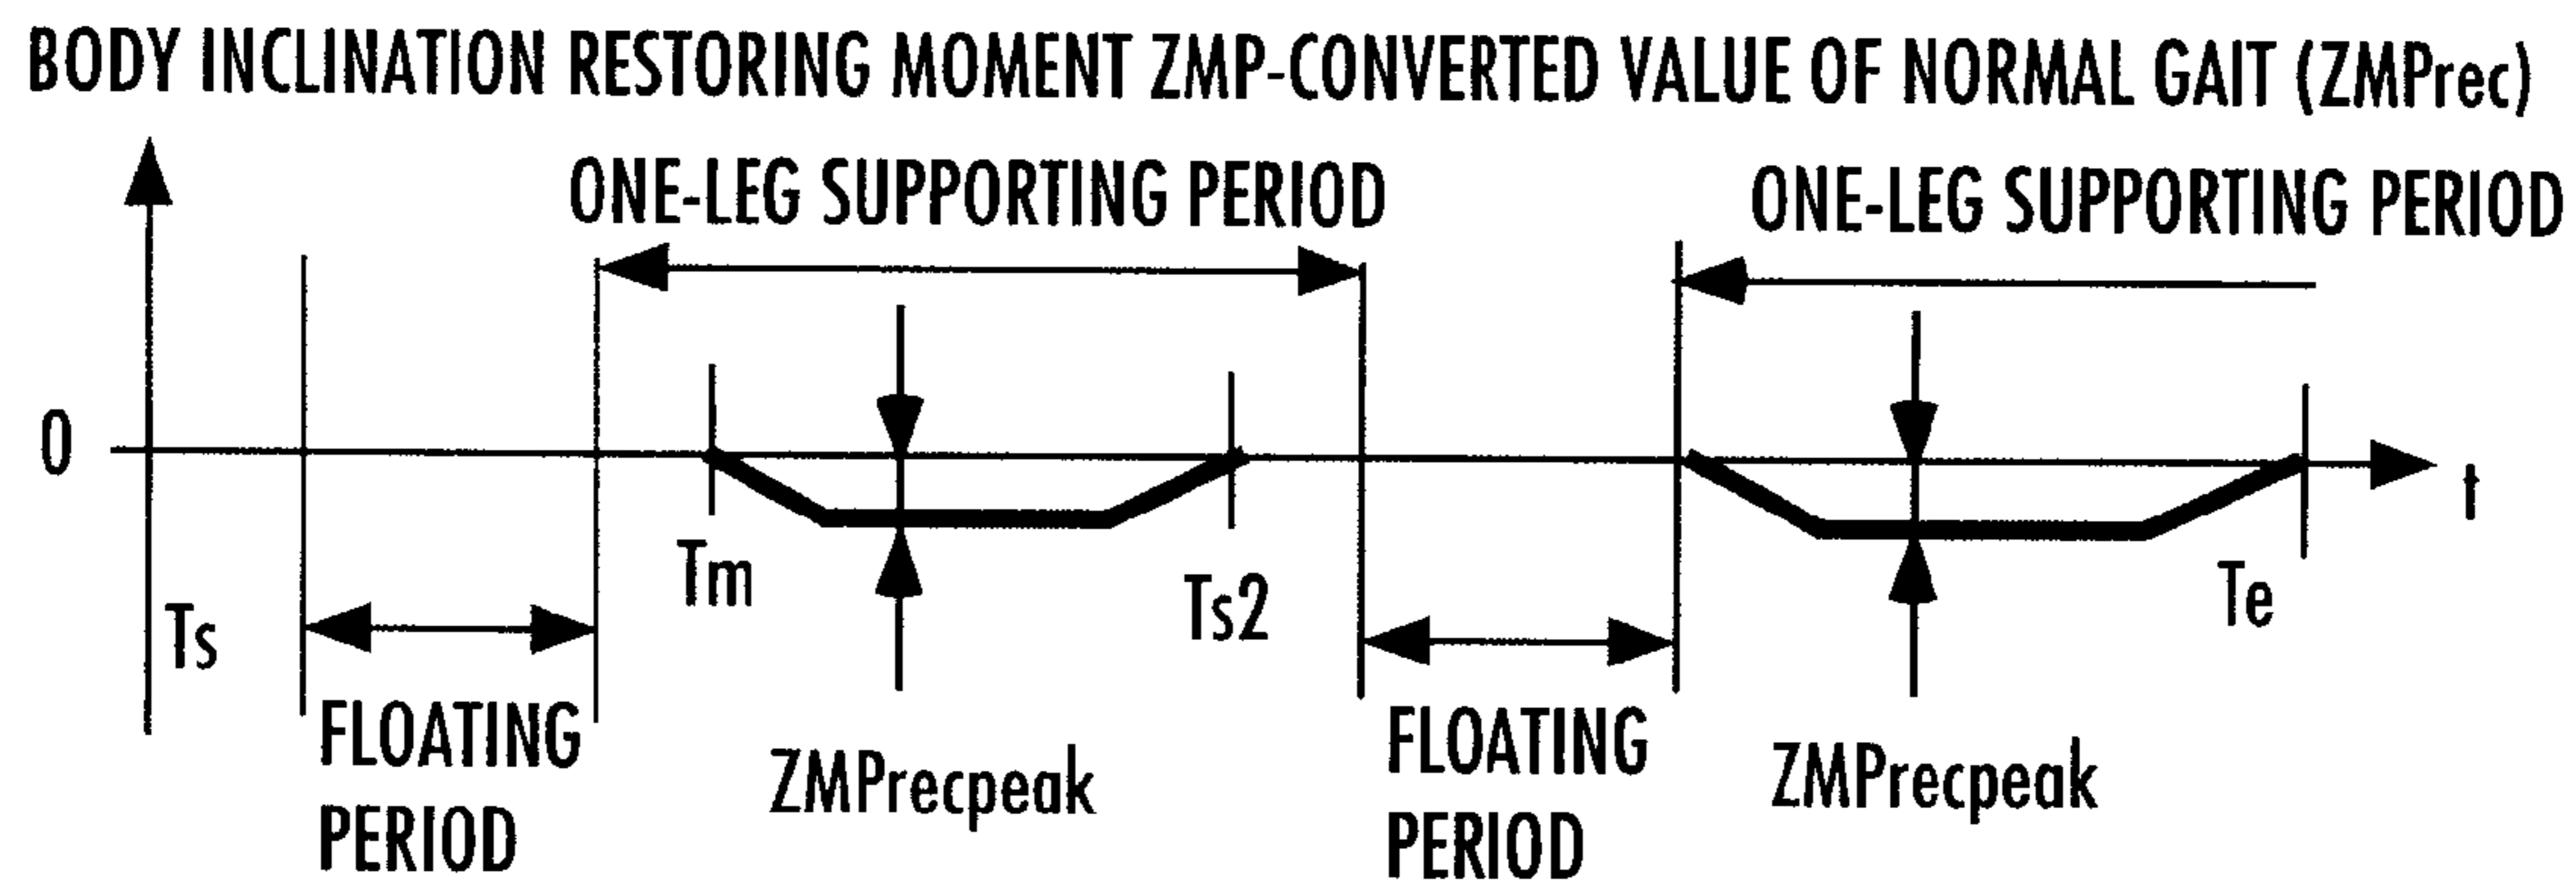 BODY INCLINATION RESTORING MOMENT ZMP-CONVERTED VALUE OF NORMAL GAIT (ZMPrec)
ONE-LEG SUPPORTING PERIOD
ONE-LEG SUPPORTING PERIOD
0
t
Tm
Ts2
Te
Ts
FLOATING
PERIOD
ZMPrecpeak
FLOATING
PERIOD
ZMPrecpeak